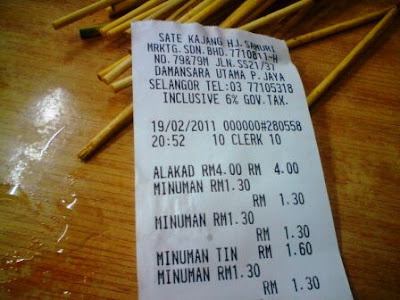 SATE KAJANG HJ.SAMURI
MRKTG.SDN.BHD.7710811-H
NO.79&79M JLN.SS21/37
DAMANSARA UTAMA P.JAYA
SELANGOR TEL:03 77105318
INCLUSIVE 6% GOV.TAX.
19/02/2011 000000#280558
20:52 10 CLERK 10
ALAKAD RM4.00 RM 4.00
MINUMAN RM1.30
RM 1.30
MINUMAN RM1.30
RM 1.30
MINUMAN TIN RM 1.60
MINUMAN RM1.30
RM 1.30